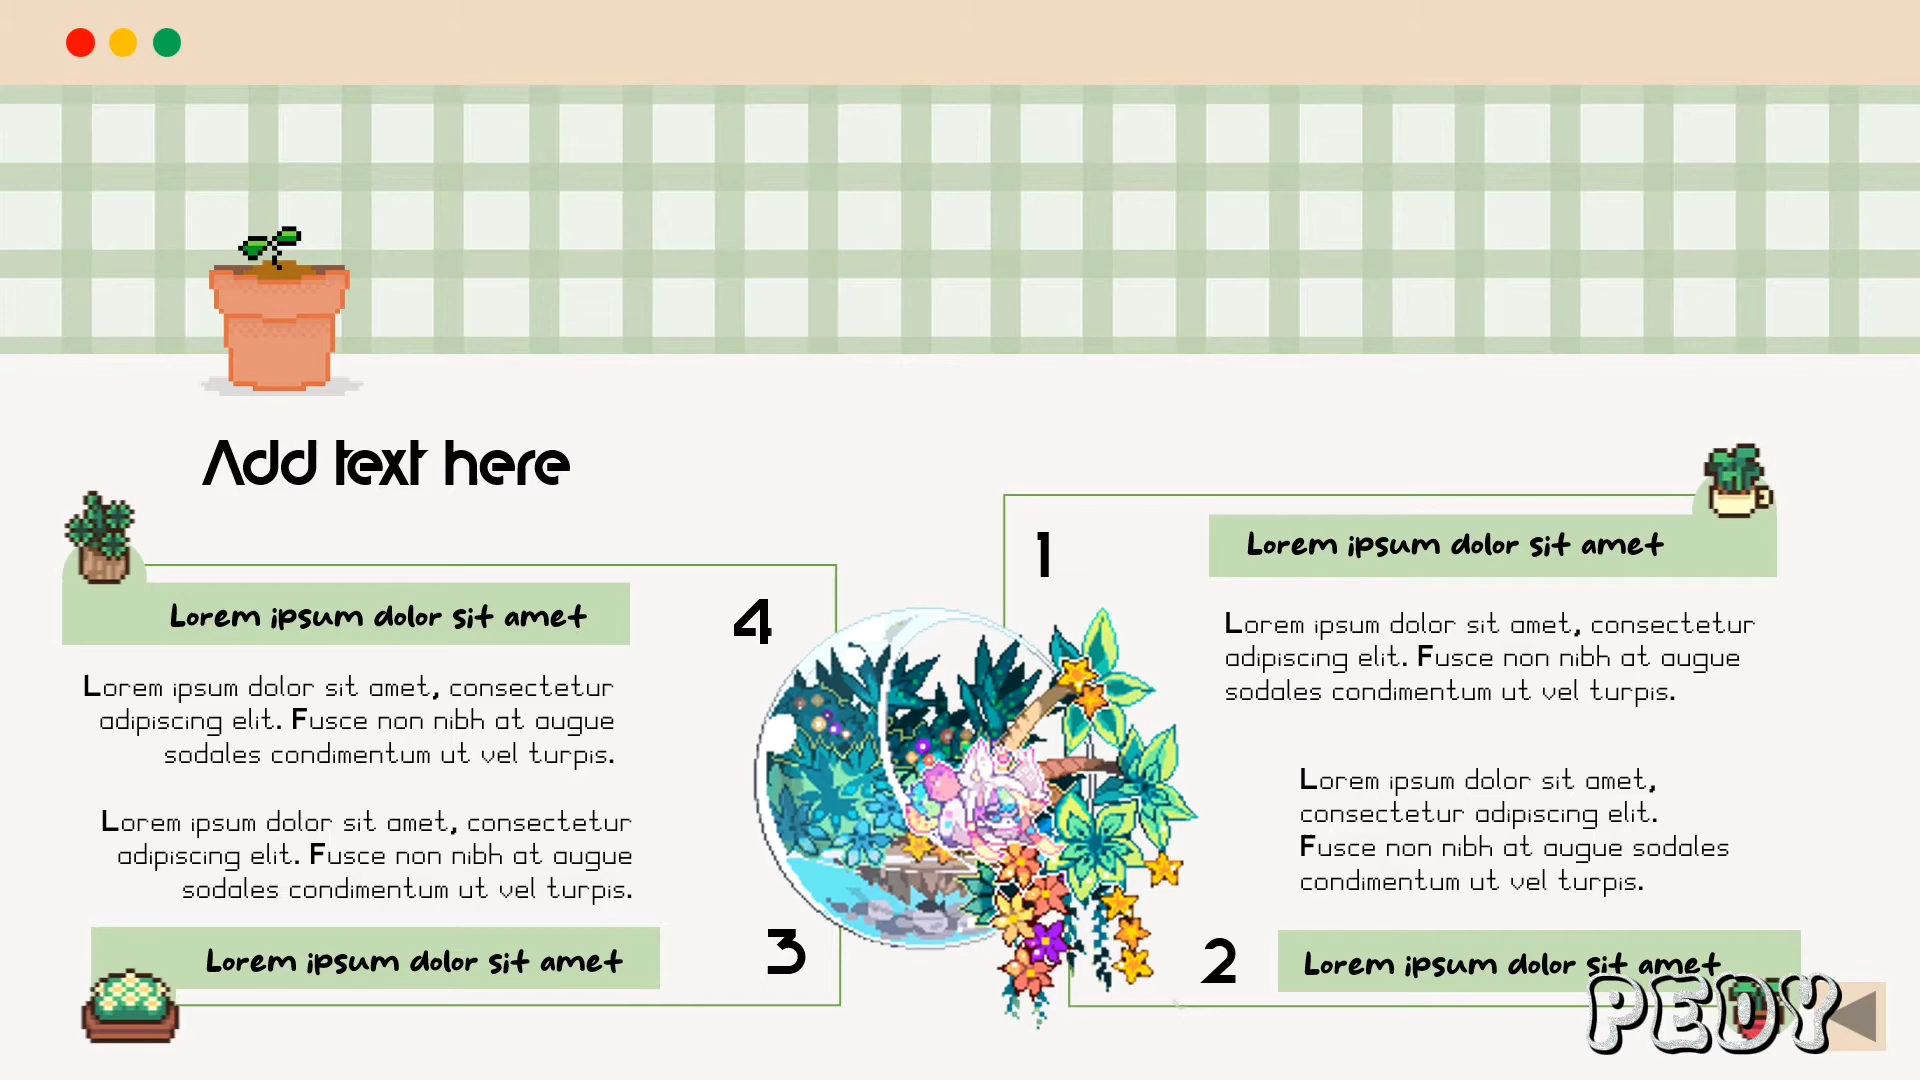 Add text here
1
Lorem ipsum dolor sit amet
Lorem ipsum dolor sit amet, consectetur
adipiscing elit. Fusce non nibh at augue
sodales condimentum ut vel turpis.
4
Lorem ipsum dolor sit amet
Lorem ipsum dolor sit amet, consectetur
adipiscing elit. Fusce non nibh at augue
sodales condimentum ut vel turpis.
Lorem ipsum dolor sit amet,
consectetur adipiscing elit.
Fusce non nibh at augue sodales
condimentum ut vel turpis.
2
Lorem ipsum dolor sit amet
Lorem ipsum dolor sit amet, consectetur
adipiscing elit. Fusce non nibh at augue
sodales condimentum ut vel turpis.
3
Lorem ipsum dolor sit amet
PEDY